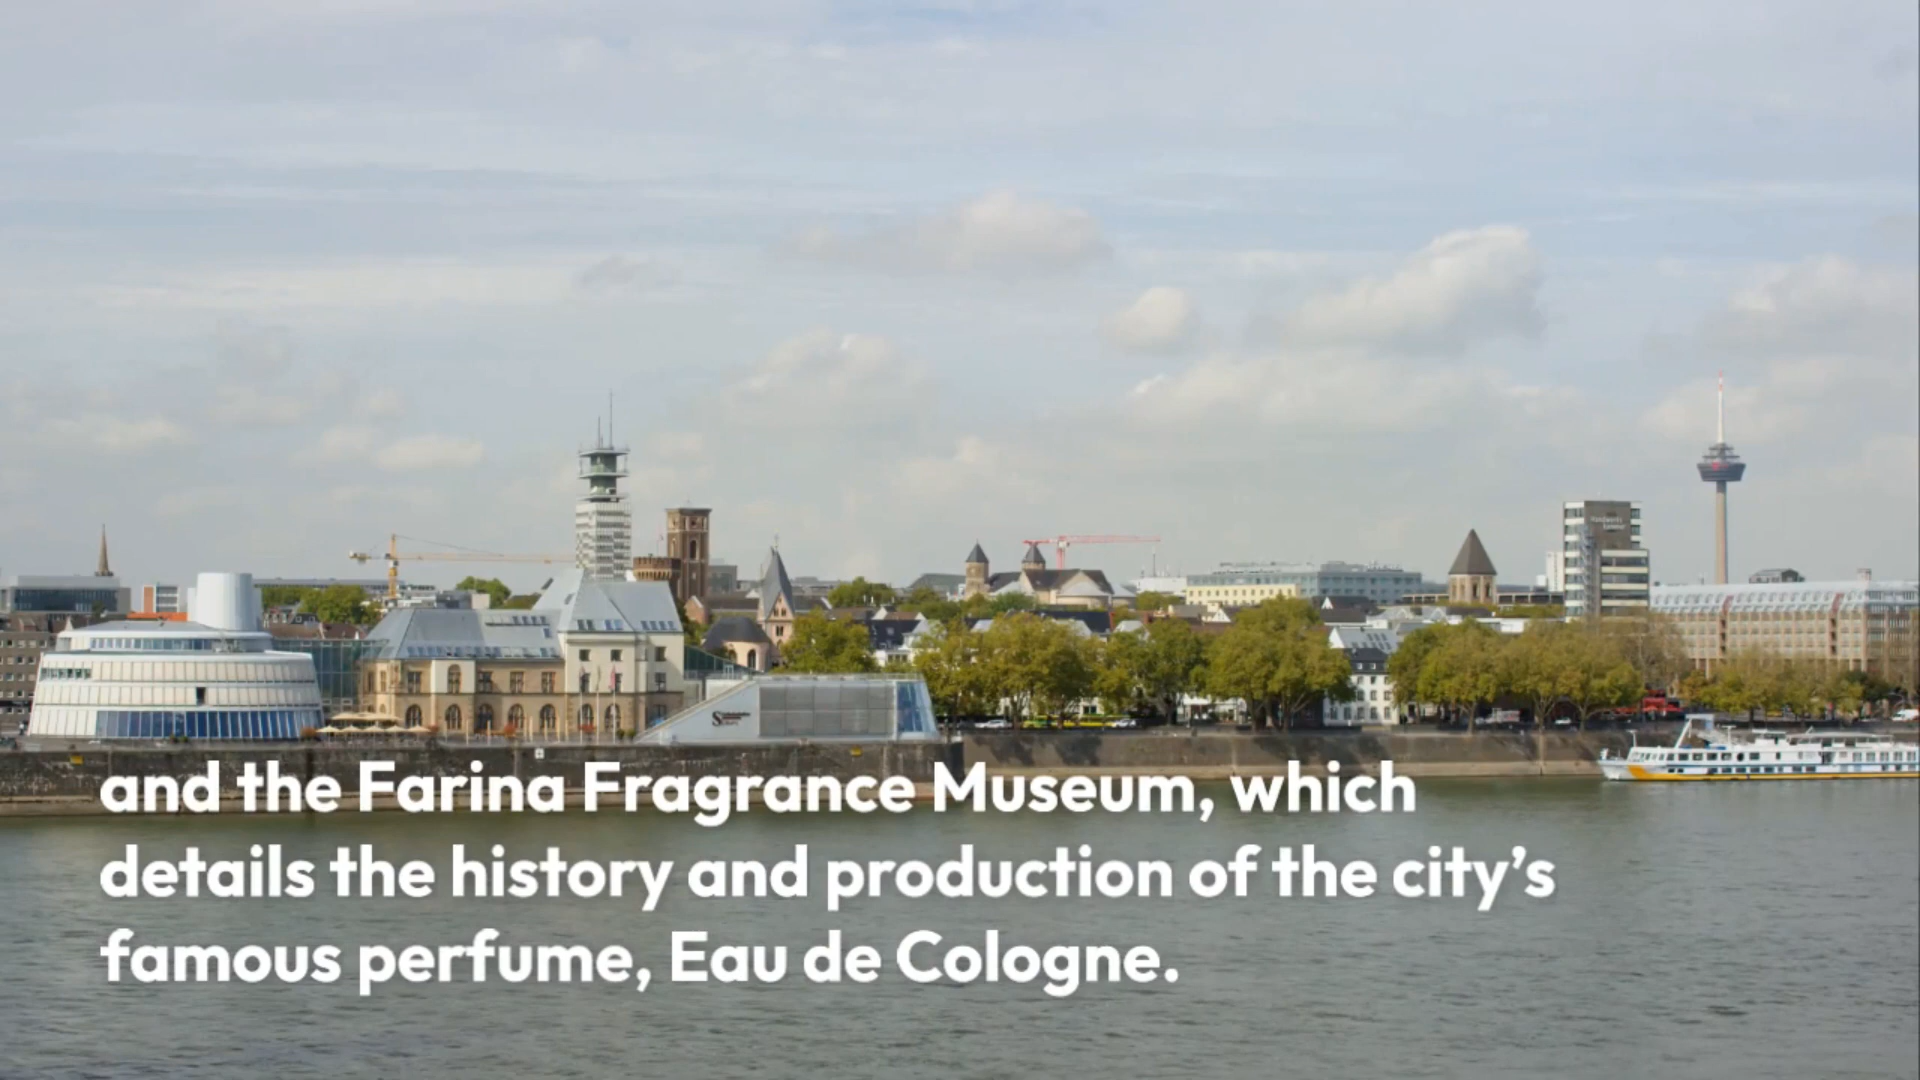 and the Farina Fragrance Museum, which
details the history and production of the city’s
famous perfume, Eau de Cologne.